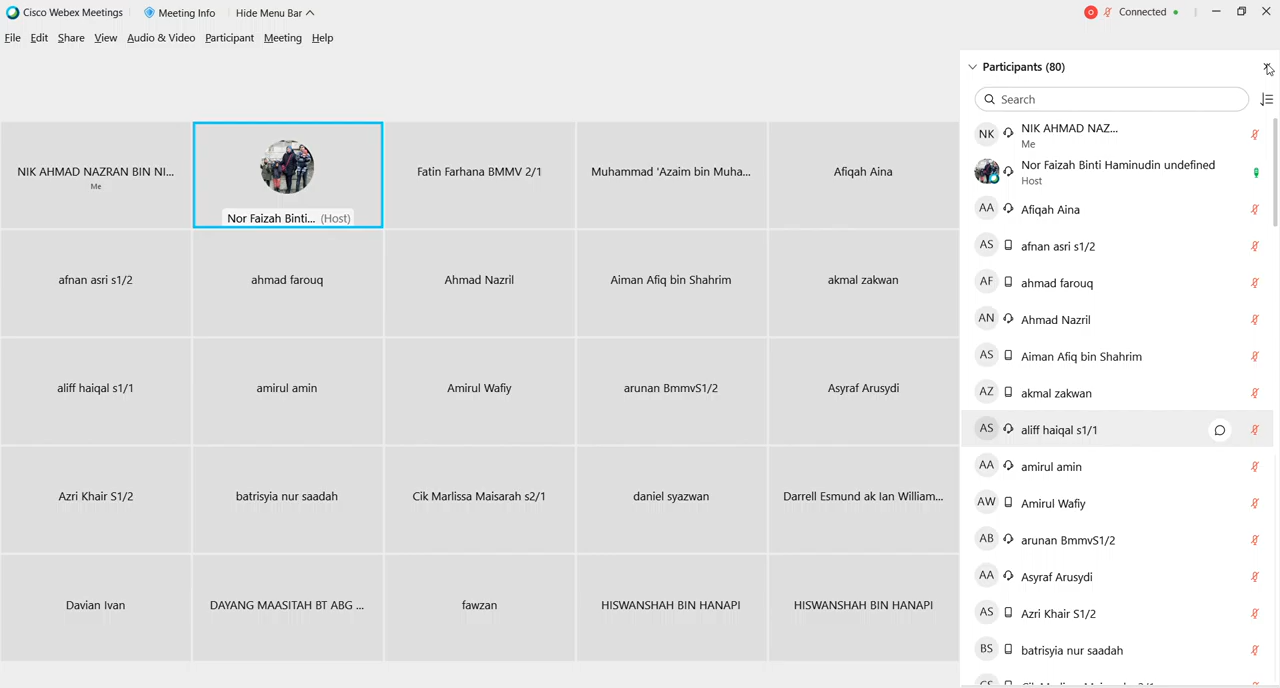 Cisco Webex Meetings Meeting Info Hide Menu Bar Connected
File Edit Share View Audio & Video Participant Meeting Help
NIK AHMAD NAZRAN BIN NI...
Me
Nor Faizah Binti... (Host)
Fatin Farhana BMMV 2/1
Muhammad 'Azaim bin Muha...
Afiqah Aina
afnan asri s1/2
ahmad farouq
Ahmad Nazril
Aiman Afiq bin Shahrim
akmal zakwan
aliff haiqal s1/1
amirul amin
Amirul Wafiy
arunan BmmvS1/2
Asyraf Arusydi
Azri Khair S1/2
batrisyia nur saadah
Cik Marlissa Maisarah s2/1
daniel syazwan
Darrell Esmund ak Ian William...
Davian Ivan
DAYANG MAASITAH BT ABG ...
fawzan
HISWANSHAH BIN HANAPI
HISWANSHAH BIN HANAPI
Participants (80)
Search
NK NIK AHMAD NAZ...
Me
Nor Faizah Binti Haminudin undefined
Host
AA Afiqah Aina
AS afnan asri s1/2
AF ahmad farouq
AN Ahmad Nazril
AS Aiman Afiq bin Shahrim
AZ akmal zakwan
AS aliff haiqal s1/1
AA amirul amin
AW Amirul Wafiy
AB arunan BmmvS1/2
AA Asyraf Arusydi
AS Azri Khair S1/2
BS batrisyia nur saadah